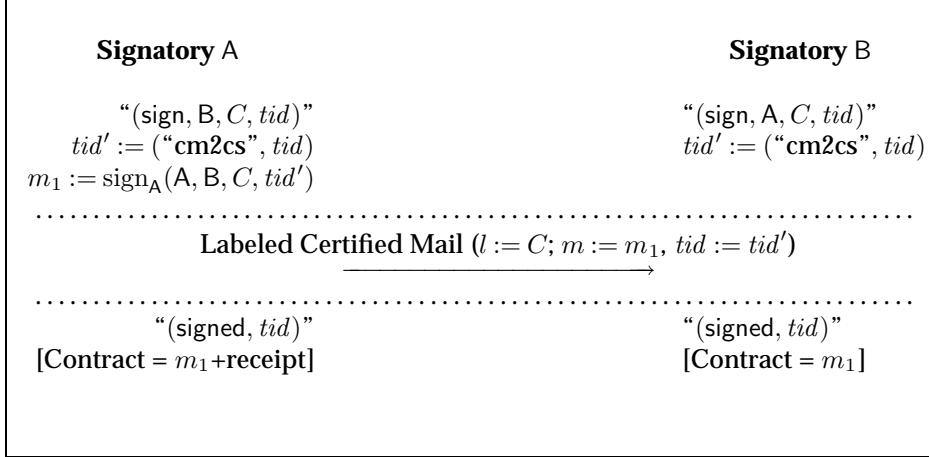 Signatory A Signatory B
“(sign, B, C, tid)” “(sign, A, C, tid)”
tid′ := (“cm2cs”, tid) tid′ := (“cm2cs”, tid)
m₁ := sign_A(A, B, C, tid′)
Labeled Certified Mail (l := C; m := m₁, tid := tid′)
“(signed, tid)” “(signed, tid)”
[Contract = m₁+receipt] [Contract = m₁]